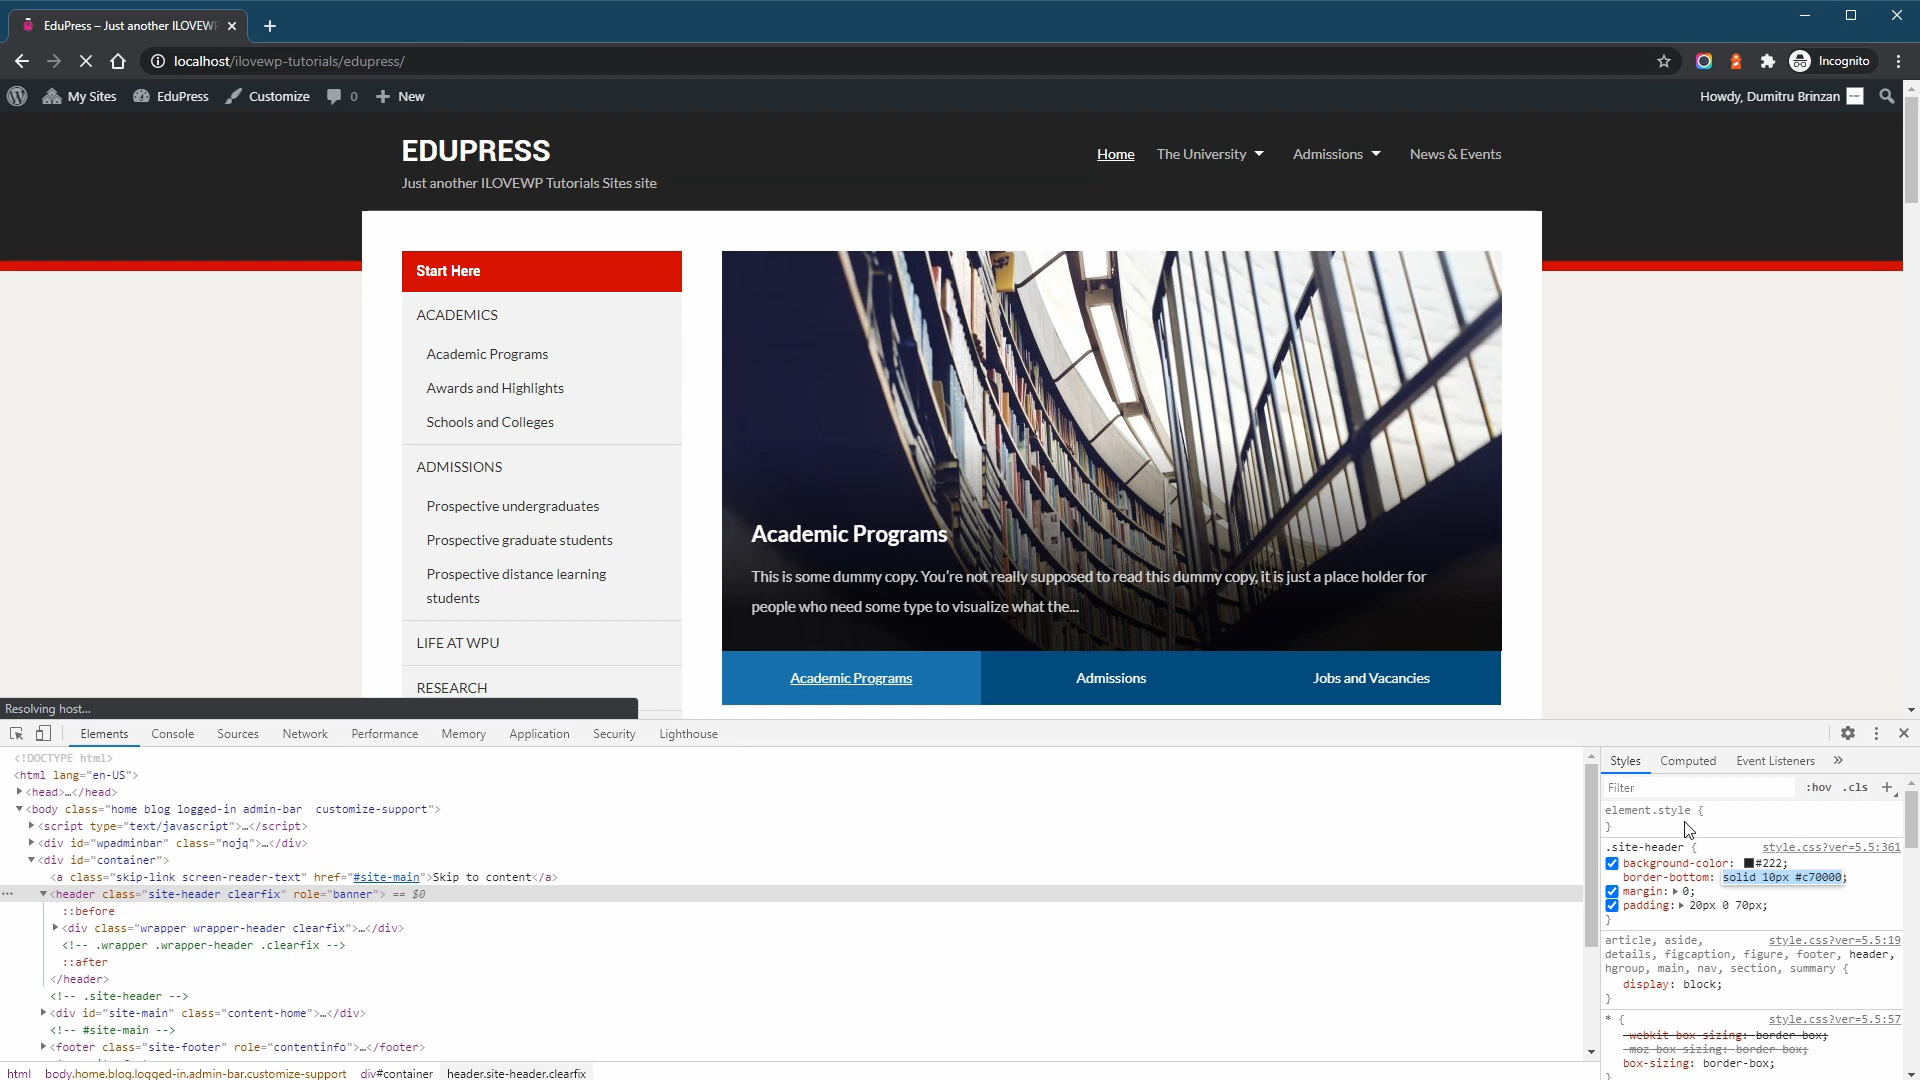 EduPress – Just another ILOVEWP
localhost/ilovewp-tutorials/edupress/
Incognito
My Sites
EduPress
Customize
0
New
Howdy, Dumitru Brinzan
EDUPRESS
Just another ILOVEWP Tutorials Sites site
Home
The University
Admissions
News & Events
Start Here
ACADEMICS
Academic Programs
Awards and Highlights
Schools and Colleges
ADMISSIONS
Prospective undergraduates
Prospective graduate students
Prospective distance learning
students
LIFE AT WPU
RESEARCH
Academic Programs
This is some dummy copy. You're not really supposed to read this dummy copy, it is just a place holder for
people who need some type to visualize what the...
Academic Programs
Admissions
Jobs and Vacancies
Resolving host...
Elements
Console
Sources
Network
Performance
Memory
Application
Security
Lighthouse
<!DOCTYPE html>
<html lang="en-US">
<head>…</head>
<body class="home blog logged-in admin-bar  customize-support">
<script type="text/javascript">…</script>
<div id="wpadminbar" class="nojq">…</div>
<div id="container">
<a class="skip-link screen-reader-text" href="#site-main">Skip to content</a>
<header class="site-header clearfix" role="banner"> == $0
::before
<div class="wrapper wrapper-header clearfix">…</div>
<!-- .wrapper .wrapper-header .clearfix -->
::after
</header>
<!-- .site-header -->
<div id="site-main" class="content-home">…</div>
<!-- #site-main -->
<footer class="site-footer" role="contentinfo">…</footer>
html
body.home.blog.logged-in.admin-bar.customize-support
div#container
header.site-header.clearfix
Styles
Computed
Event Listeners
»
Filter
:hov
.cls
element.style {
}
.site-header {
style.css?ver=5.5:361
background-color: #222;
border-bottom: solid 10px #c70000;
margin: 0;
padding: 20px 0 70px;
}
article, aside,
style.css?ver=5.5:19
details, figcaption, figure, footer, header,
hgroup, main, nav, section, summary {
display: block;
}
* {
style.css?ver=5.5:57
-webkit-box-sizing: border-box;
-moz-box-sizing: border-box;
box-sizing: border-box;